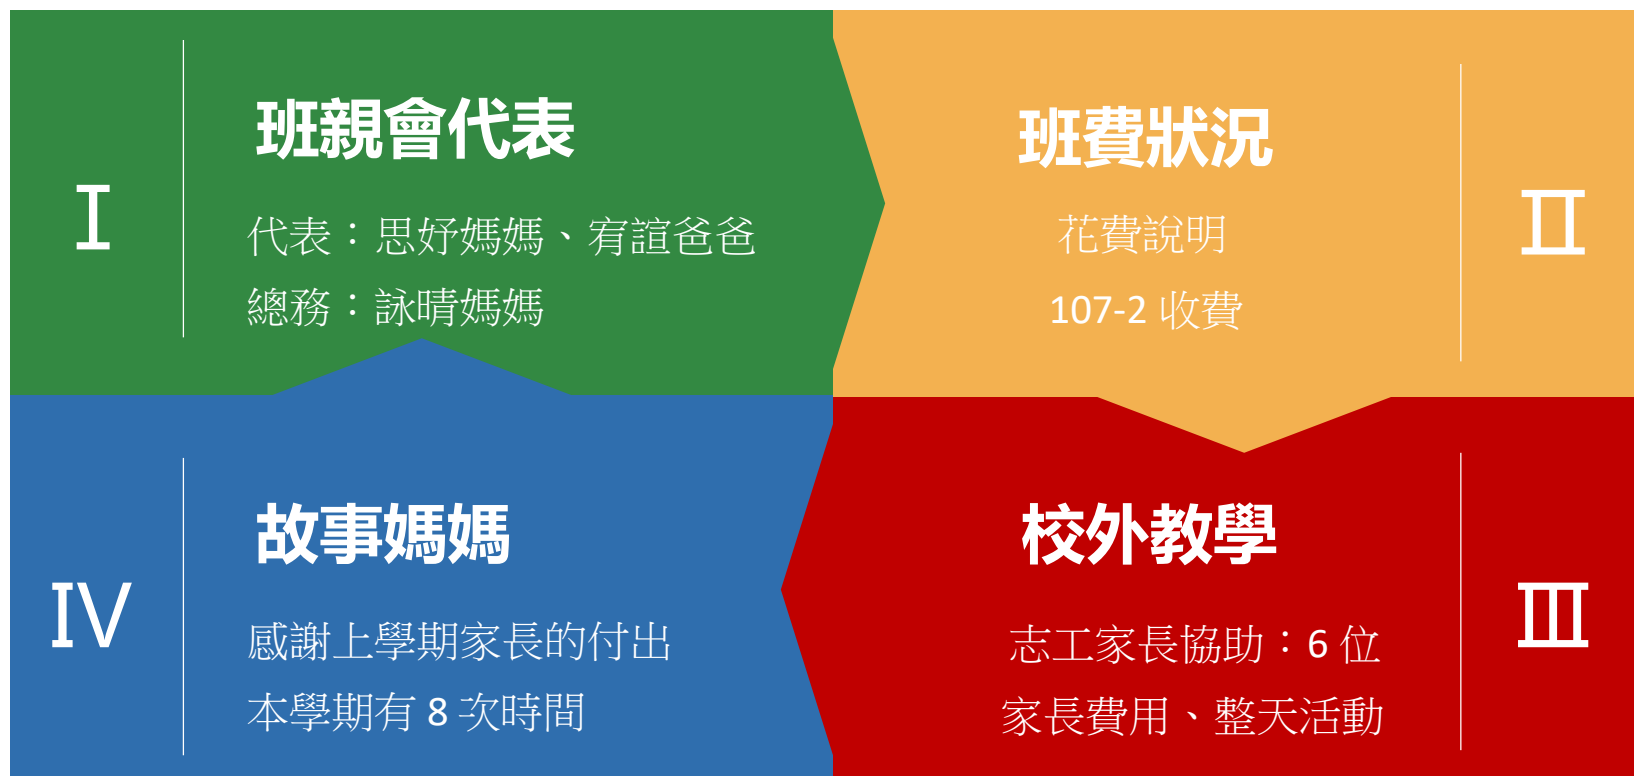 I
班親會代表
代表：思妤媽媽、宥誼爸爸
總務：詠晴媽媽
班費狀況
花費說明
107-2 收費
II
校外教學
志工家長協助：6 位
家長費用、整天活動
III
IV
故事媽媽
感謝上學期家長的付出
本學期有 8 次時間